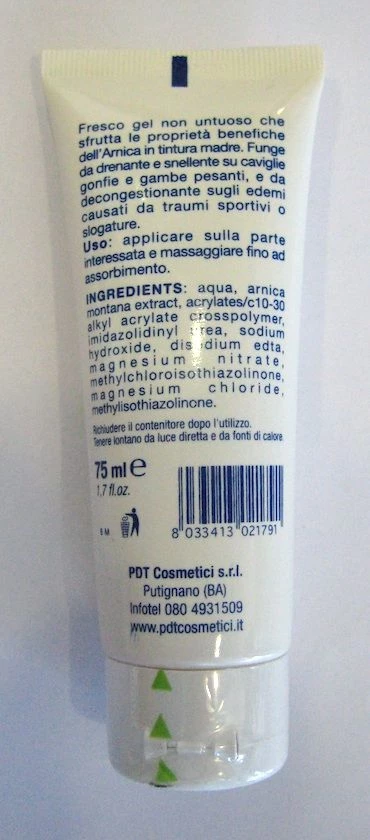 Fresco gel non untuoso che
sfrutta le proprietà benefiche
dell'Arnica in tintura madre. Funge
da drenante e snellente su caviglie
gonfie e gambe pesanti, e da
decongestionante sugli edemi
causati da traumi sportivi o
slogature.
Uso: applicare sulla parte
interessata e massaggiare fino ad
assorbimento.
INGREDIENTS: aqua, arnica
montana extract, acrylates/c10-30
alkyl acrylate crosspolymer,
imidazolidinyl urea, sodium
hydroxide, disodium edta,
magnesium nitrate,
methylchloroisothiazolinone,
magnesium chloride,
methylisothiazolinone.
Richiudere il contenitore dopo l'utilizzo.
Tenere lontano da luce diretta e da fonti di calore
75 ml e
1,7 fl.oz.
6 M
8 033413 021791
PDT Cosmetici s.r.l.
Putignano (BA)
Infotel 080 4931509
www.pdtcosmetici.it